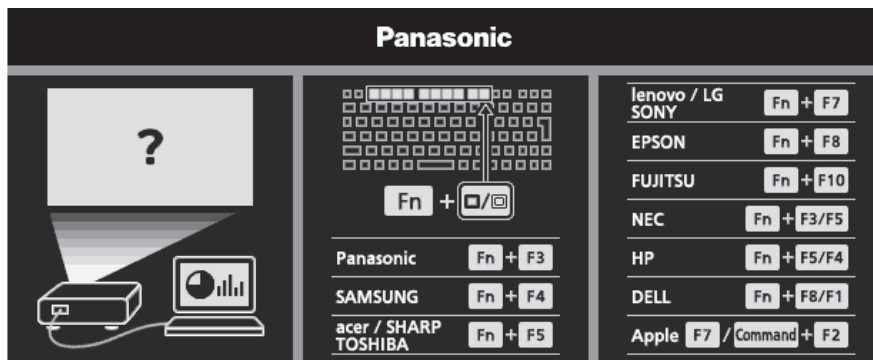 Panasonic
?
Fn + □/回
Panasonic Fn + F3
SAMSUNG Fn + F4
acer / SHARP
TOSHIBA Fn + F5
lenovo / LG
SONY Fn + F7
EPSON Fn + F8
FUJITSU Fn + F10
NEC Fn + F3/F5
HP Fn + F5/F4
DELL Fn + F8/F1
Apple F7 / Command + F2